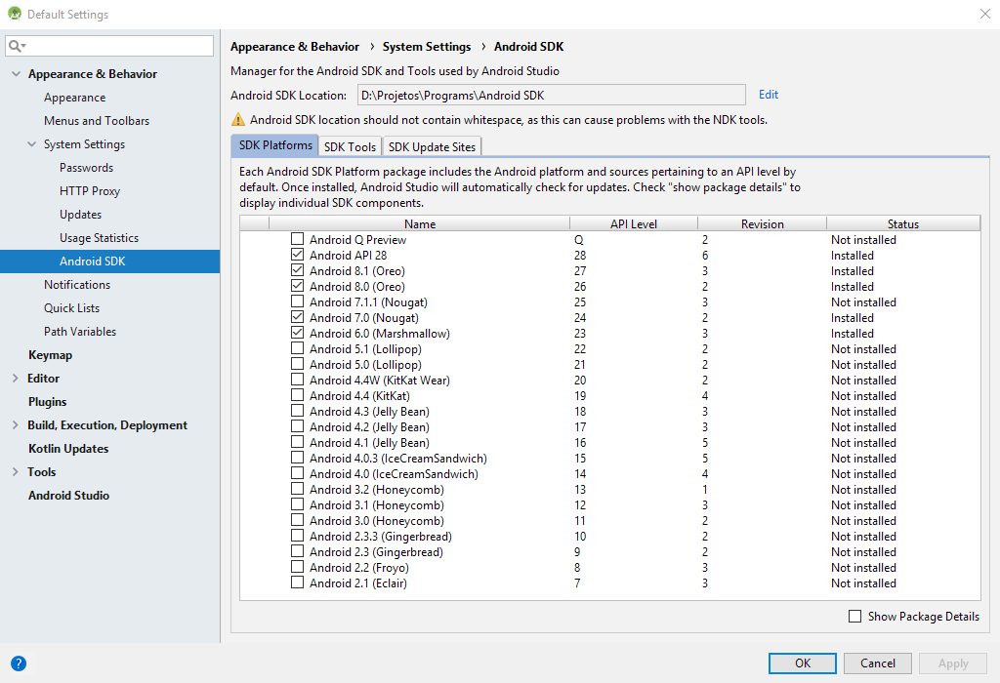 Default Settings
Appearance & Behavior
Appearance
Menus and Toolbars
System Settings
Passwords
HTTP Proxy
Updates
Usage Statistics
Android SDK
Notifications
Quick Lists
Path Variables
Keymap
Editor
Plugins
Build, Execution, Deployment
Kotlin Updates
Tools
Android Studio
Appearance & Behavior › System Settings › Android SDK
Manager for the Android SDK and Tools used by Android Studio
Android SDK Location: D:\Projetos\Programs\Android SDK Edit
Android SDK location should not contain whitespace, as this can cause problems with the NDK tools.
SDK Platforms SDK Tools SDK Update Sites
Each Android SDK Platform package includes the Android platform and sources pertaining to an API level by
default. Once installed, Android Studio will automatically check for updates. Check "show package details" to
display individual SDK components.
Name API Level Revision Status
Android Q Preview Q 2 Not installed
Android API 28 28 6 Installed
Android 8.1 (Oreo) 27 3 Installed
Android 8.0 (Oreo) 26 2 Installed
Android 7.1.1 (Nougat) 25 3 Not installed
Android 7.0 (Nougat) 24 2 Installed
Android 6.0 (Marshmallow) 23 3 Installed
Android 5.1 (Lollipop) 22 2 Not installed
Android 5.0 (Lollipop) 21 2 Not installed
Android 4.4W (KitKat Wear) 20 2 Not installed
Android 4.4 (KitKat) 19 4 Not installed
Android 4.3 (Jelly Bean) 18 3 Not installed
Android 4.2 (Jelly Bean) 17 3 Not installed
Android 4.1 (Jelly Bean) 16 5 Not installed
Android 4.0.3 (IceCreamSandwich) 15 5 Not installed
Android 4.0 (IceCreamSandwich) 14 4 Not installed
Android 3.2 (Honeycomb) 13 1 Not installed
Android 3.1 (Honeycomb) 12 3 Not installed
Android 3.0 (Honeycomb) 11 2 Not installed
Android 2.3.3 (Gingerbread) 10 2 Not installed
Android 2.3 (Gingerbread) 9 2 Not installed
Android 2.2 (Froyo) 8 3 Not installed
Android 2.1 (Eclair) 7 3 Not installed
Show Package Details
? OK Cancel Apply